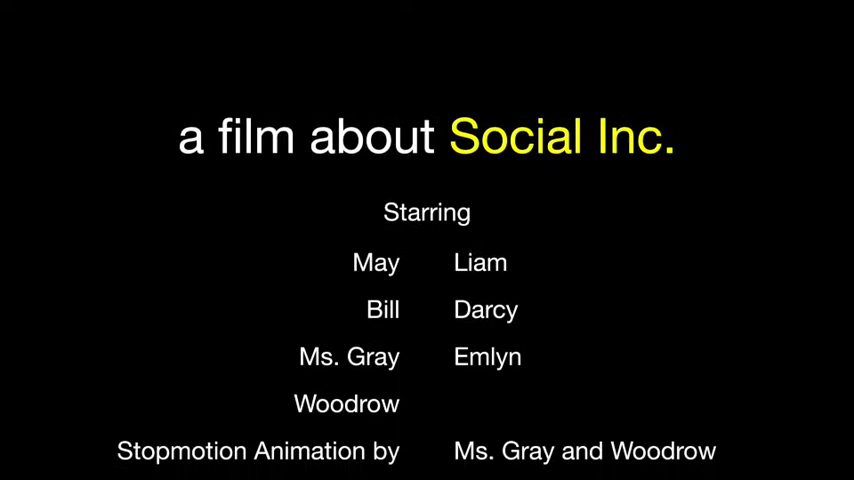 a film about Social Inc.
Starring
May Liam
Bill Darcy
Ms. Gray Emlyn
Woodrow
Stopmotion Animation by Ms. Gray and Woodrow